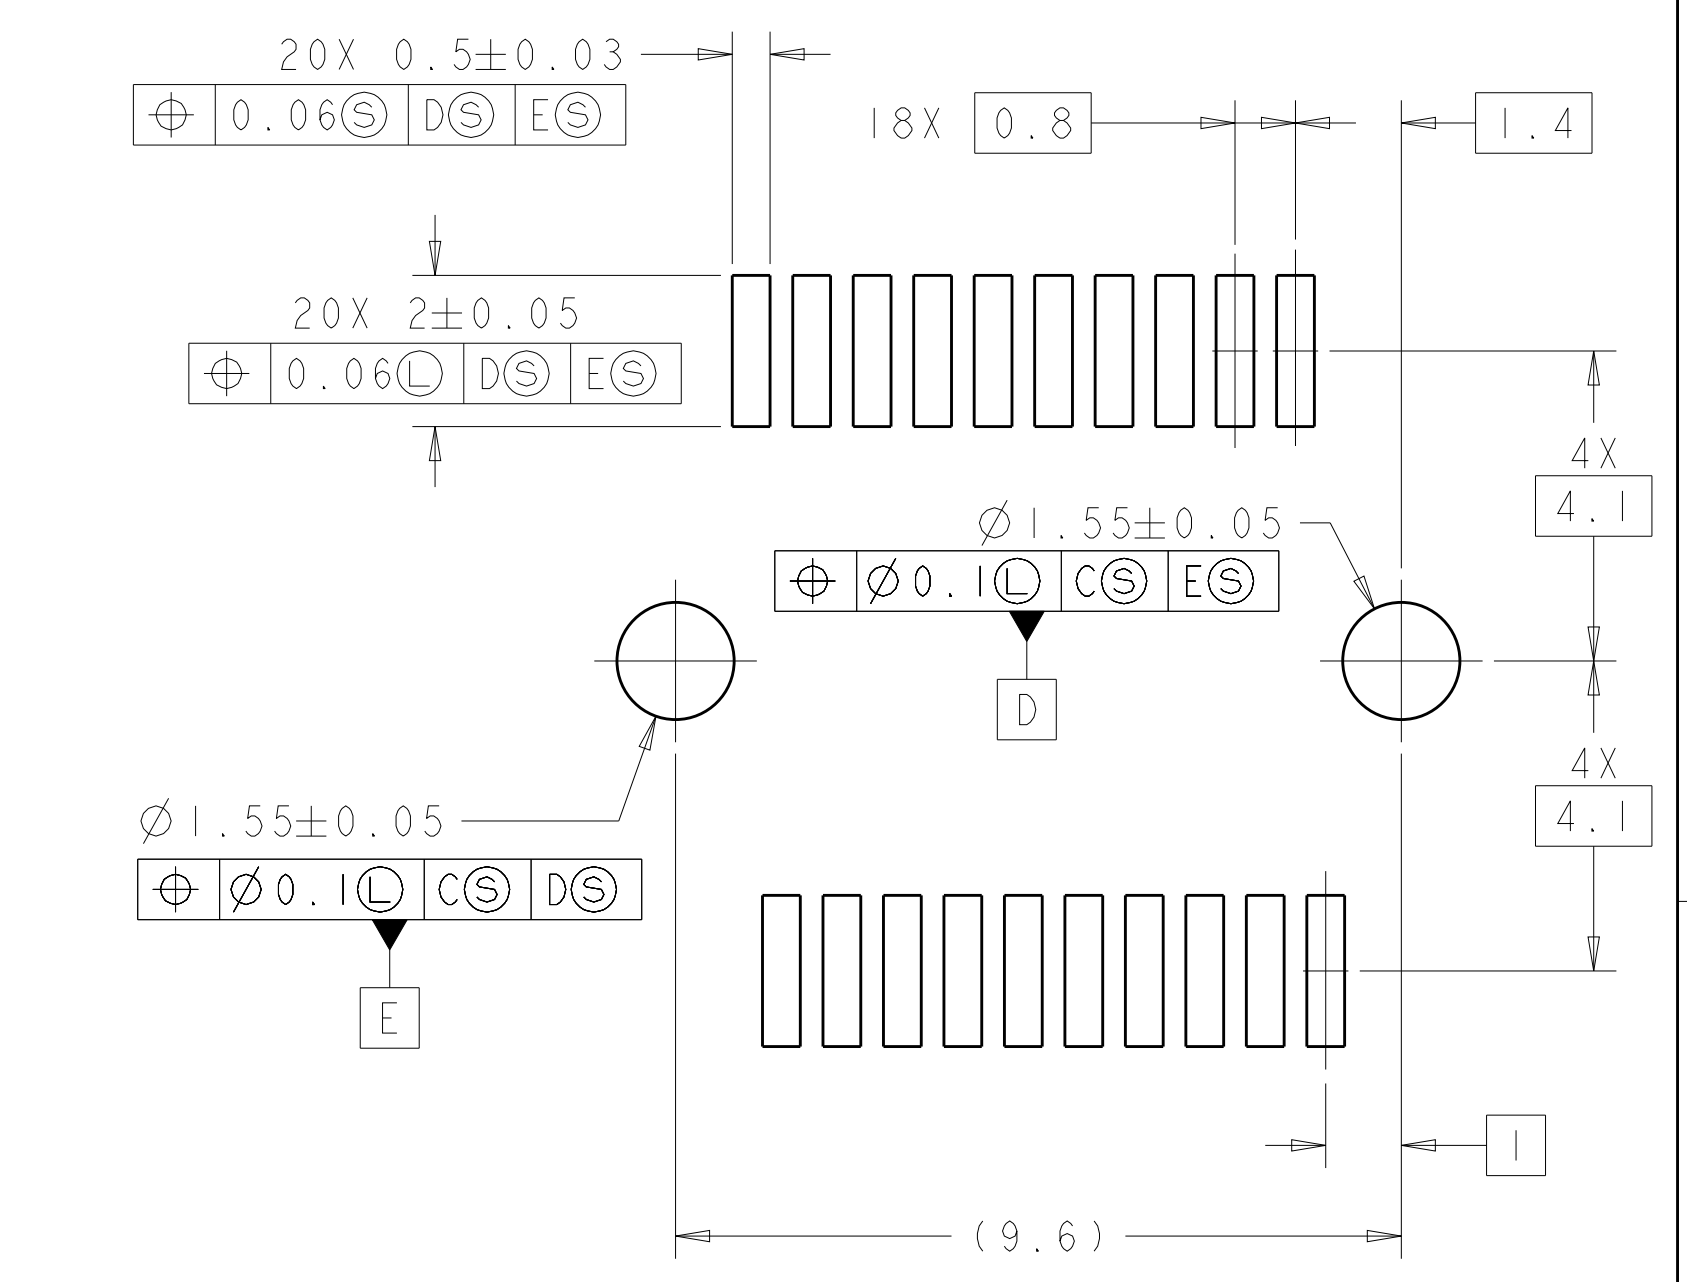 20X 0.5±0.03
⌖ 0.06Ⓢ DⓈ EⓈ
18X 0.8
1.4
20X 2±0.05
⌖ 0.06Ⓛ DⓈ EⓈ
4X
4.1
Ø1.55±0.05
⌖ Ø0.1Ⓛ CⓈ EⓈ
D
4X
4.1
Ø1.55±0.05
⌖ Ø0.1Ⓛ CⓈ DⓈ
E
1
(9.6)